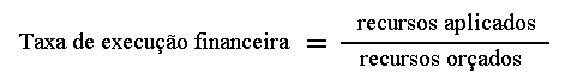 recursos aplicados
Taxa de execução financeira =
recursos orçados